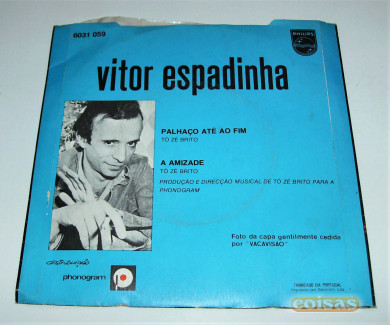 6031 059
PHILIPS
vitor espadinha
PALHAÇO ATÉ AO FIM
TÓ ZÉ BRITO
A AMIZADE
TÓ ZÉ BRITO
PRODUÇÃO E DIRECÇÃO MUSICAL DE TÓ ZÉ BRITO PARA A
PHONOGRAM
Foto da capa gentilmente cedida
por "VACAVISÃO"
phonogram
FABRICADO EM PORTUGAL
coisas